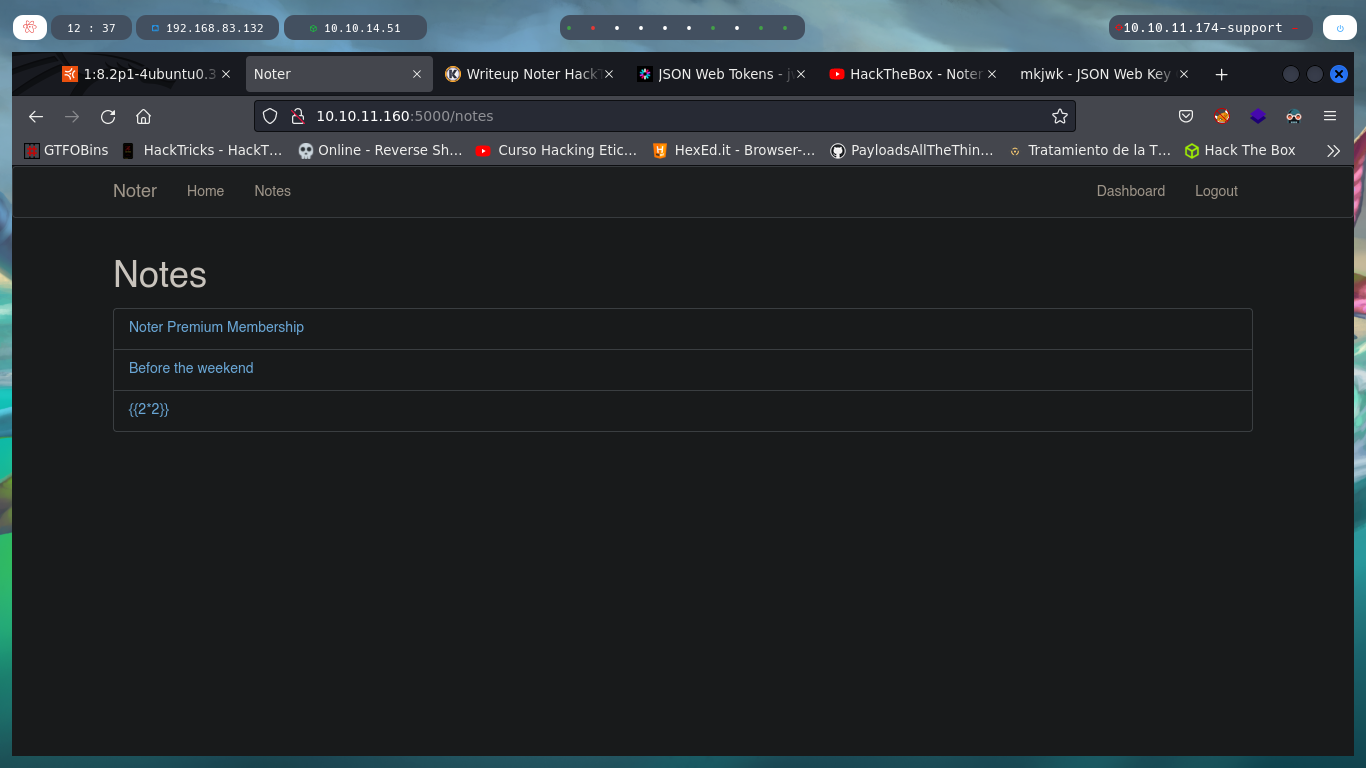 12 : 37 192.168.83.132 10.10.14.51 10.10.11.174-support
1:8.2p1-4ubuntu0.3 Noter Writeup Noter HackT JSON Web Tokens - j HackTheBox - Noter mkjwk - JSON Web Key
10.10.11.160:5000/notes
GTFOBins HackTricks - HackT... Online - Reverse Sh... Curso Hacking Etic... HexEd.it - Browser-... PayloadsAllTheThin... Tratamiento de la T... Hack The Box
Noter Home Notes Dashboard Logout
Notes
Noter Premium Membership
Before the weekend
{{2*2}}